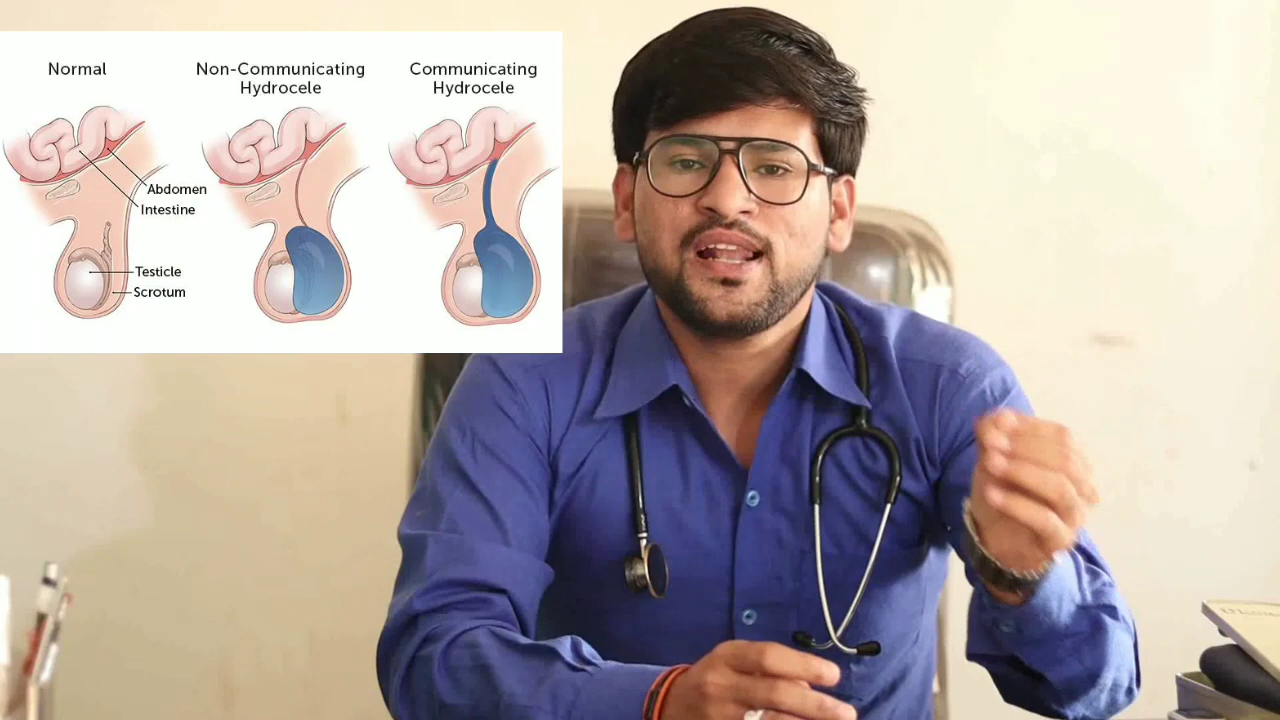 Normal
Non-Communicating
Hydrocele
Communicating
Hydrocele
Abdomen
Intestine
Testicle
Scrotum